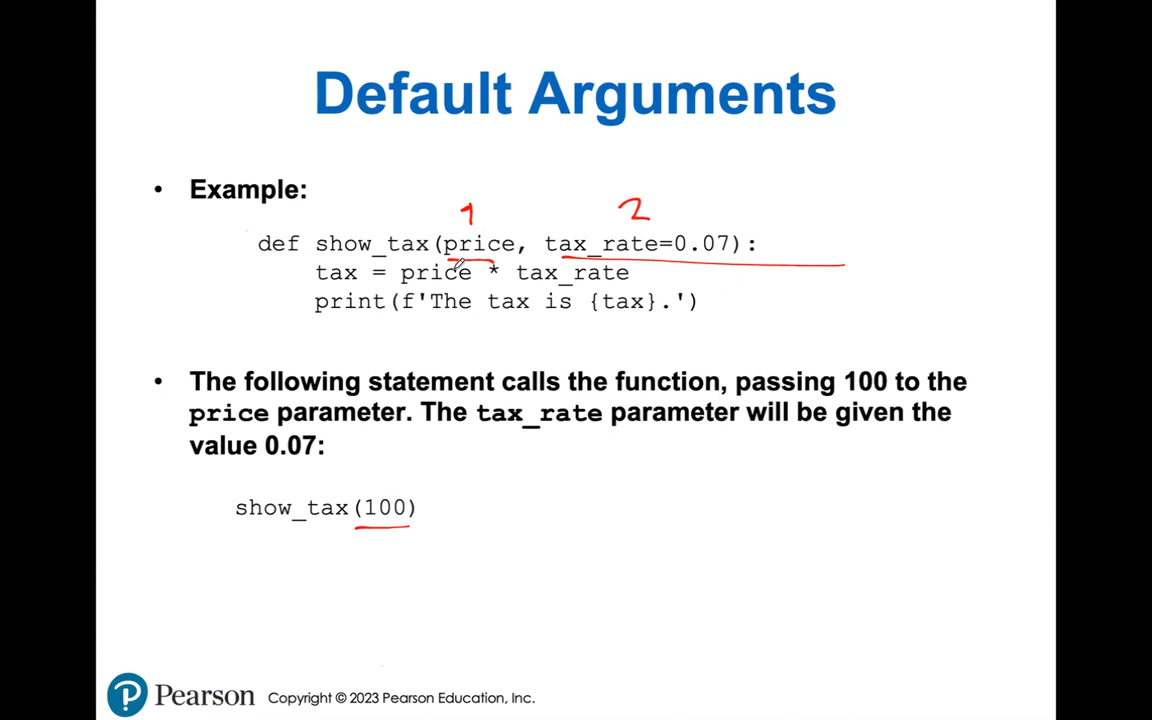 Default Arguments
• Example:
1 2
def show_tax(price, tax_rate=0.07):
tax = price * tax_rate
print(f'The tax is {tax}.')
• The following statement calls the function, passing 100 to the
price parameter. The tax_rate parameter will be given the
value 0.07:
show_tax(100)
P Pearson Copyright © 2023 Pearson Education, Inc.